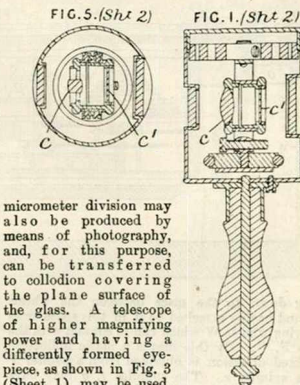 FIG.5.(Sht 2)
FIG.1.(Sht 2)
C
C'
C
C'
micrometer division may
also be produced by
means of photography,
and, for this purpose,
can be transferred
to collodion covering
the plane surface of
the glass. A telescope
of higher magnifying
power and having a
differently formed eye-
piece, as shown in Fig. 3
(Sheet 1), may be used